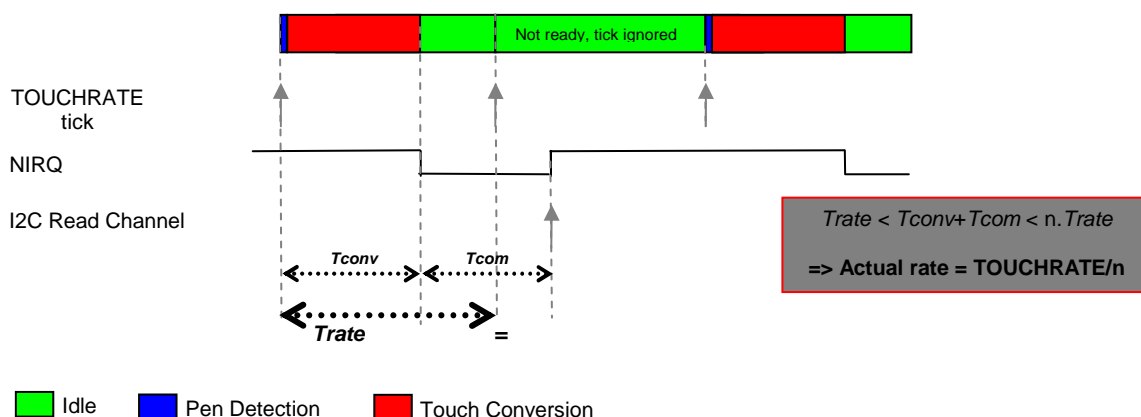 Not ready, tick ignored
TOUCHRATE
tick
NIRQ
I2C Read Channel
Trate < Tconv+Tcom < n.Trate
=> Actual rate = TOUCHRATE/n
Tconv
Tcom
Trate
=
Idle
Pen Detection
Touch Conversion